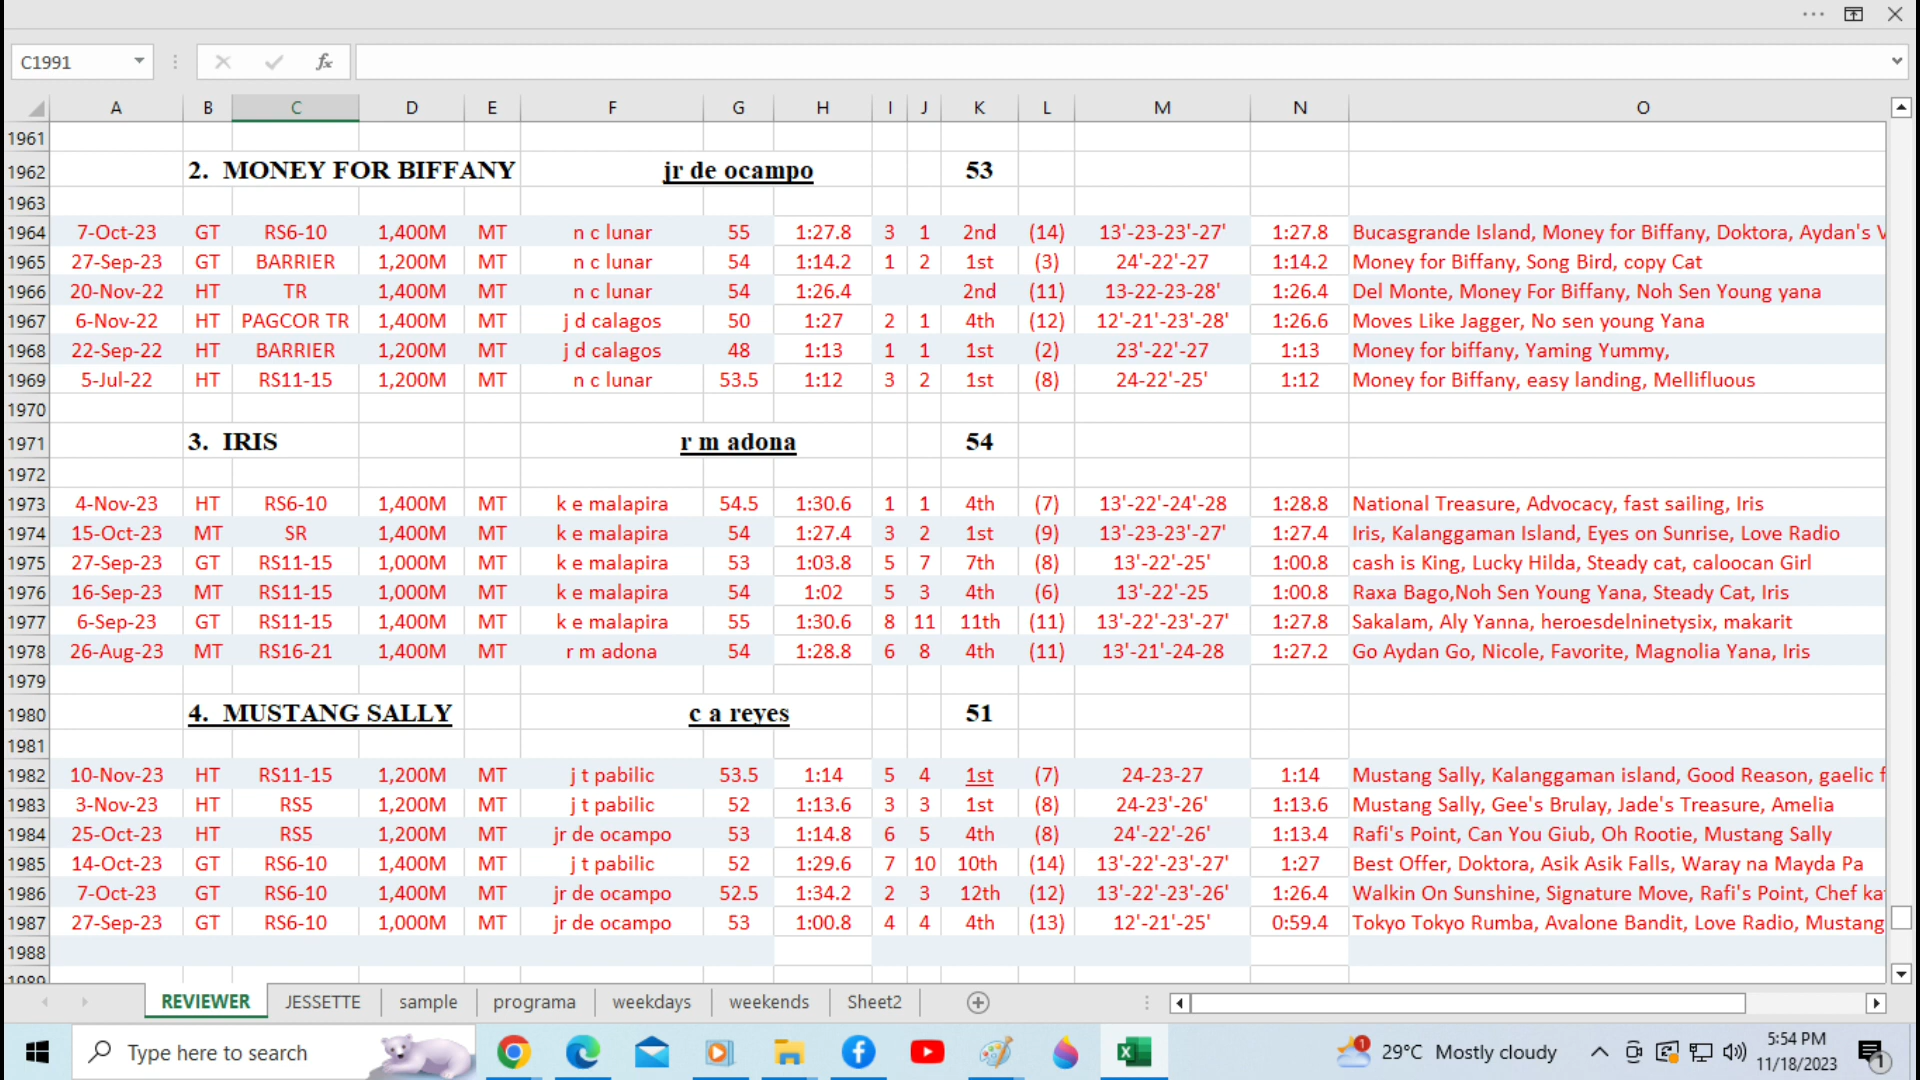 C1991 fx
A B C D E F G H I J K L M N O
1961
1962 2. MONEY FOR BIFFANY jr de ocampo 53
1963
1964 7-Oct-23 GT RS6-10 1,400M MT n c lunar 55 1:27.8 3 1 2nd (14) 13'-23-23'-27' 1:27.8 Bucasgrande Island, Money for Biffany, Doktora, Aydan's V
1965 27-Sep-23 GT BARRIER 1,200M MT n c lunar 54 1:14.2 1 2 1st (3) 24'-22'-27 1:14.2 Money for Biffany, Song Bird, copy Cat
1966 20-Nov-22 HT TR 1,400M MT n c lunar 54 1:26.4 2nd (11) 13-22-23-28' 1:26.4 Del Monte, Money For Biffany, Noh Sen Young yana
1967 6-Nov-22 HT PAGCOR TR 1,400M MT j d calagos 50 1:27 2 1 4th (12) 12'-21'-23'-28' 1:26.6 Moves Like Jagger, No sen young Yana
1968 22-Sep-22 HT BARRIER 1,200M MT j d calagos 48 1:13 1 1 1st (2) 23'-22'-27 1:13 Money for biffany, Yaming Yummy,
1969 5-Jul-22 HT RS11-15 1,200M MT n c lunar 53.5 1:12 3 2 1st (8) 24-22'-25' 1:12 Money for Biffany, easy landing, Mellifluous
1970
1971 3. IRIS r m adona 54
1972
1973 4-Nov-23 HT RS6-10 1,400M MT k e malapira 54.5 1:30.6 1 1 4th (7) 13'-22'-24'-28 1:28.8 National Treasure, Advocacy, fast sailing, Iris
1974 15-Oct-23 MT SR 1,400M MT k e malapira 54 1:27.4 3 2 1st (9) 13'-23-23'-27' 1:27.4 Iris, Kalanggaman Island, Eyes on Sunrise, Love Radio
1975 27-Sep-23 GT RS11-15 1,000M MT k e malapira 53 1:03.8 5 7 7th (8) 13'-22'-25' 1:00.8 cash is King, Lucky Hilda, Steady cat, caloocan Girl
1976 16-Sep-23 MT RS11-15 1,000M MT k e malapira 54 1:02 5 3 4th (6) 13'-22'-25 1:00.8 Raxa Bago,Noh Sen Young Yana, Steady Cat, Iris
1977 6-Sep-23 GT RS11-15 1,400M MT k e malapira 55 1:30.6 8 11 11th (11) 13'-22'-23'-27' 1:27.8 Sakalam, Aly Yanna, heroesdelninetysix, makarit
1978 26-Aug-23 MT RS16-21 1,400M MT r m adona 54 1:28.8 6 8 4th (11) 13'-21'-24-28 1:27.2 Go Aydan Go, Nicole, Favorite, Magnolia Yana, Iris
1979
1980 4. MUSTANG SALLY c a reyes 51
1981
1982 10-Nov-23 HT RS11-15 1,200M MT j t pabilic 53.5 1:14 5 4 1st (7) 24-23-27 1:14 Mustang Sally, Kalanggaman island, Good Reason, gaelic f
1983 3-Nov-23 HT RS5 1,200M MT j t pabilic 52 1:13.6 3 3 1st (8) 24-23'-26' 1:13.6 Mustang Sally, Gee's Brulay, Jade's Treasure, Amelia
1984 25-Oct-23 HT RS5 1,200M MT jr de ocampo 53 1:14.8 6 5 4th (8) 24'-22'-26' 1:13.4 Rafi's Point, Can You Giub, Oh Rootie, Mustang Sally
1985 14-Oct-23 GT RS6-10 1,400M MT j t pabilic 52 1:29.6 7 10 10th (14) 13'-22'-23'-27' 1:27 Best Offer, Doktora, Asik Asik Falls, Waray na Mayda Pa
1986 7-Oct-23 GT RS6-10 1,400M MT jr de ocampo 52.5 1:34.2 2 3 12th (12) 13'-22'-23'-26' 1:26.4 Walkin On Sunshine, Signature Move, Rafi's Point, Chef ka
1987 27-Sep-23 GT RS6-10 1,000M MT jr de ocampo 53 1:00.8 4 4 4th (13) 12'-21'-25' 0:59.4 Tokyo Tokyo Rumba, Avalone Bandit, Love Radio, Mustang
1988
1989
REVIEWER JESSETTE sample programa weekdays weekends Sheet2
Type here to search 1 29°C Mostly cloudy 5:54 PM
11/18/2023 1